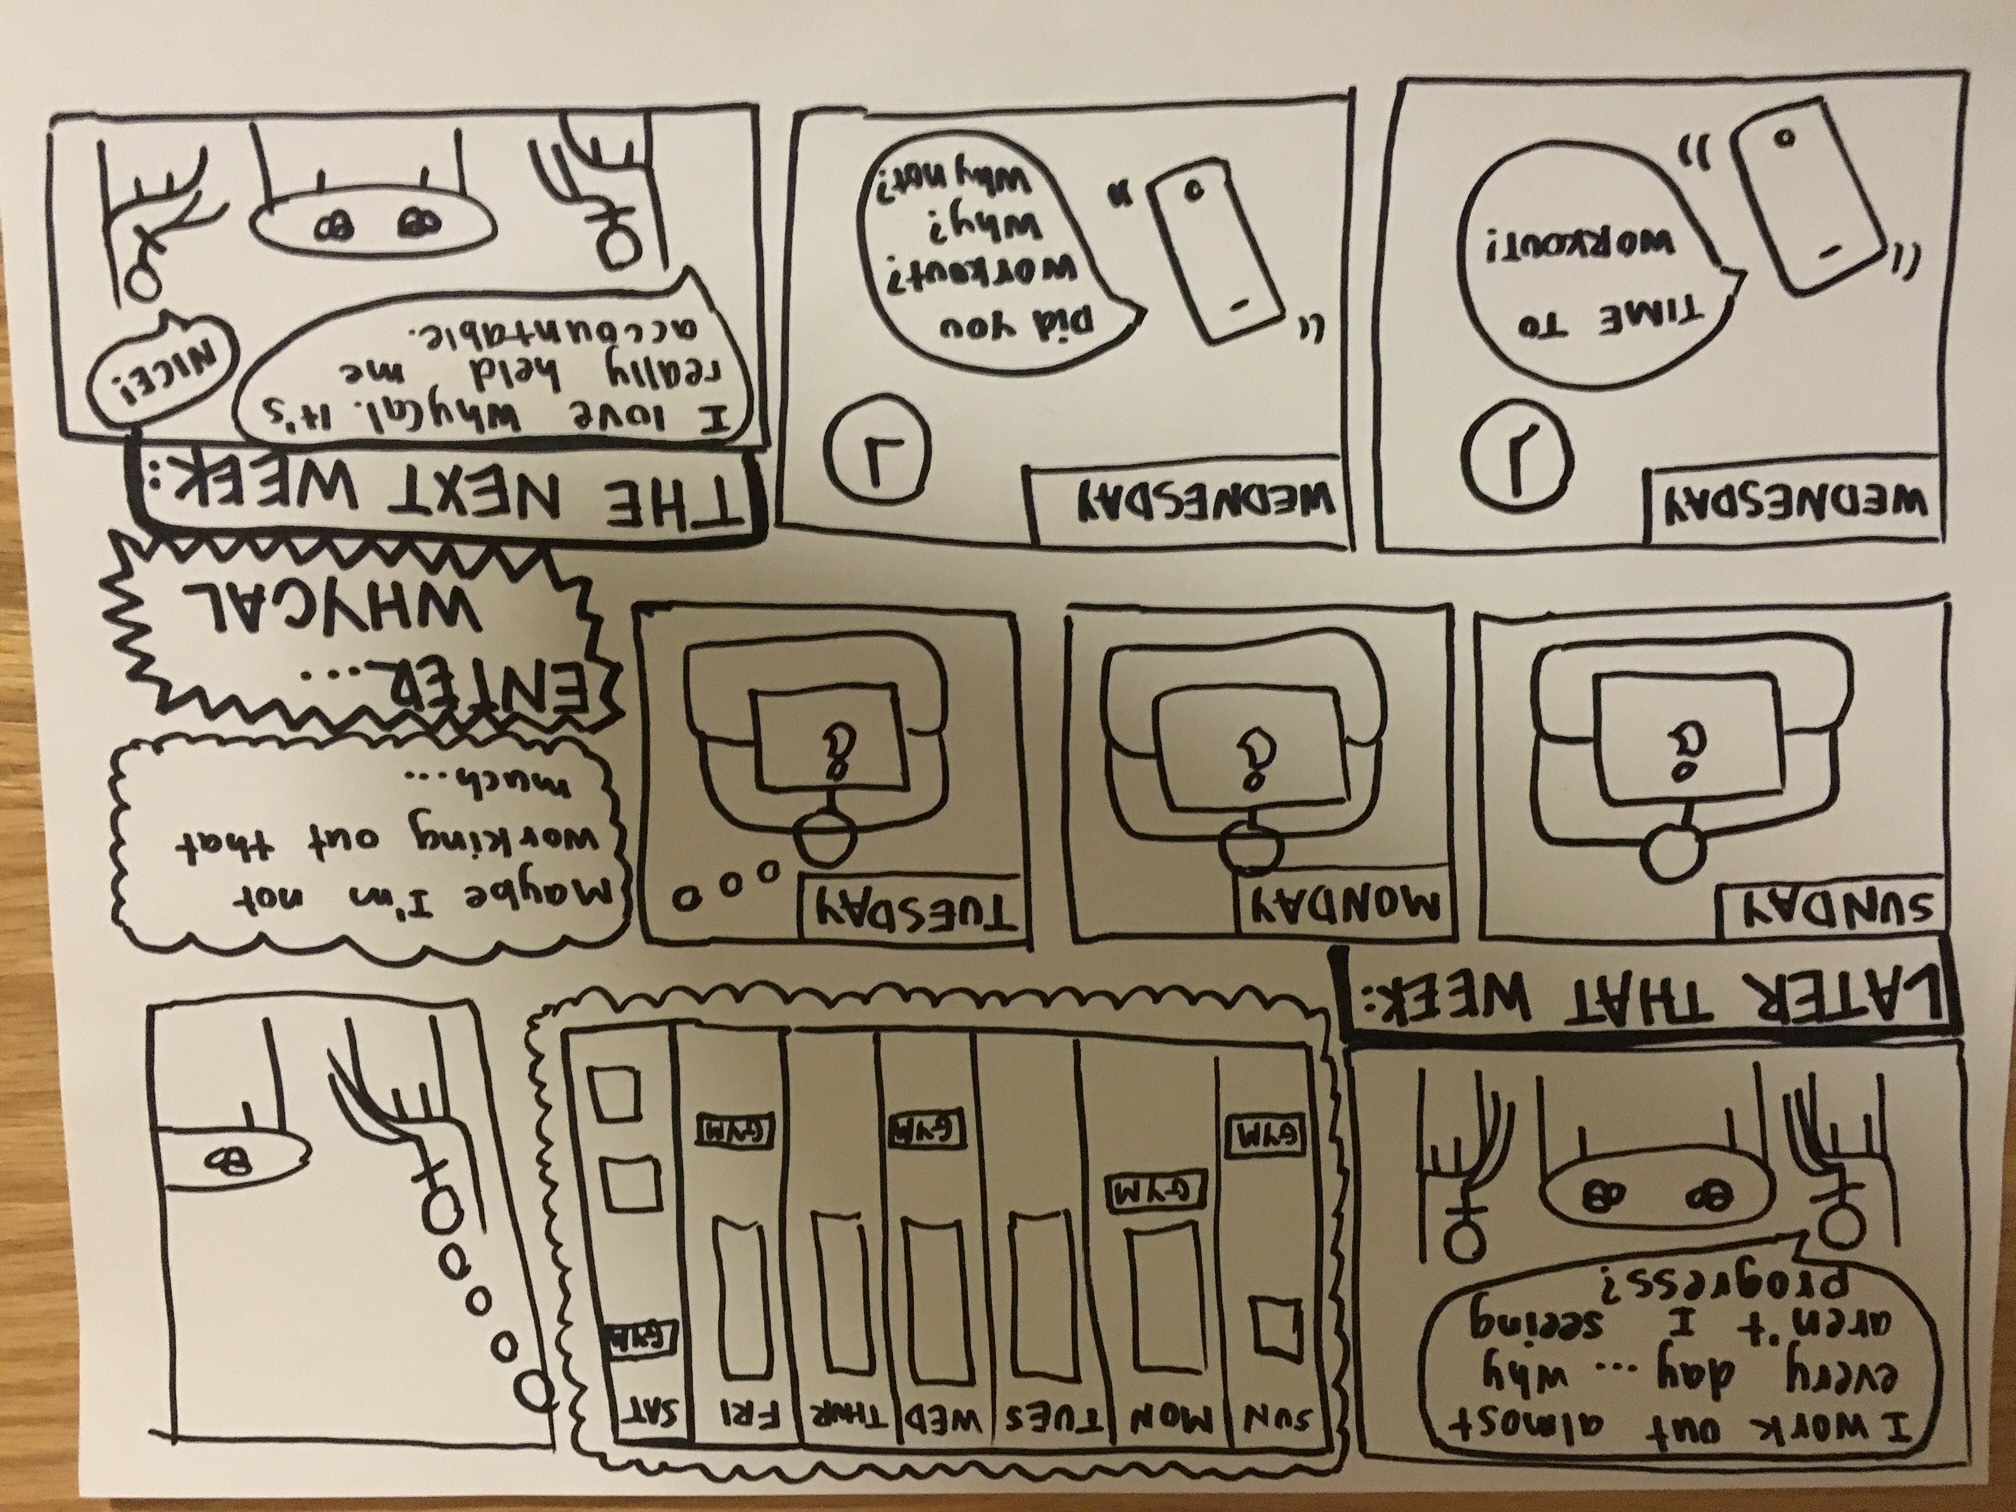 I work out almost
every day... why
aren't I seeing
progress?
SUN MON TUES WED THUR FRI SAT
GYM
GYM
GYM
GYM
GYM
LATER THAT WEEK:
SUNDAY
MONDAY
TUESDAY
Maybe I'm not
working out that
much...
ENTER....
WHYCAL
WEDNESDAY
TIME TO
WORKOUT!
WEDNESDAY
Did you
workout?
Why?
Why not?
THE NEXT WEEK:
I love WhyCal. It's
really held me
accountable.
NICE!